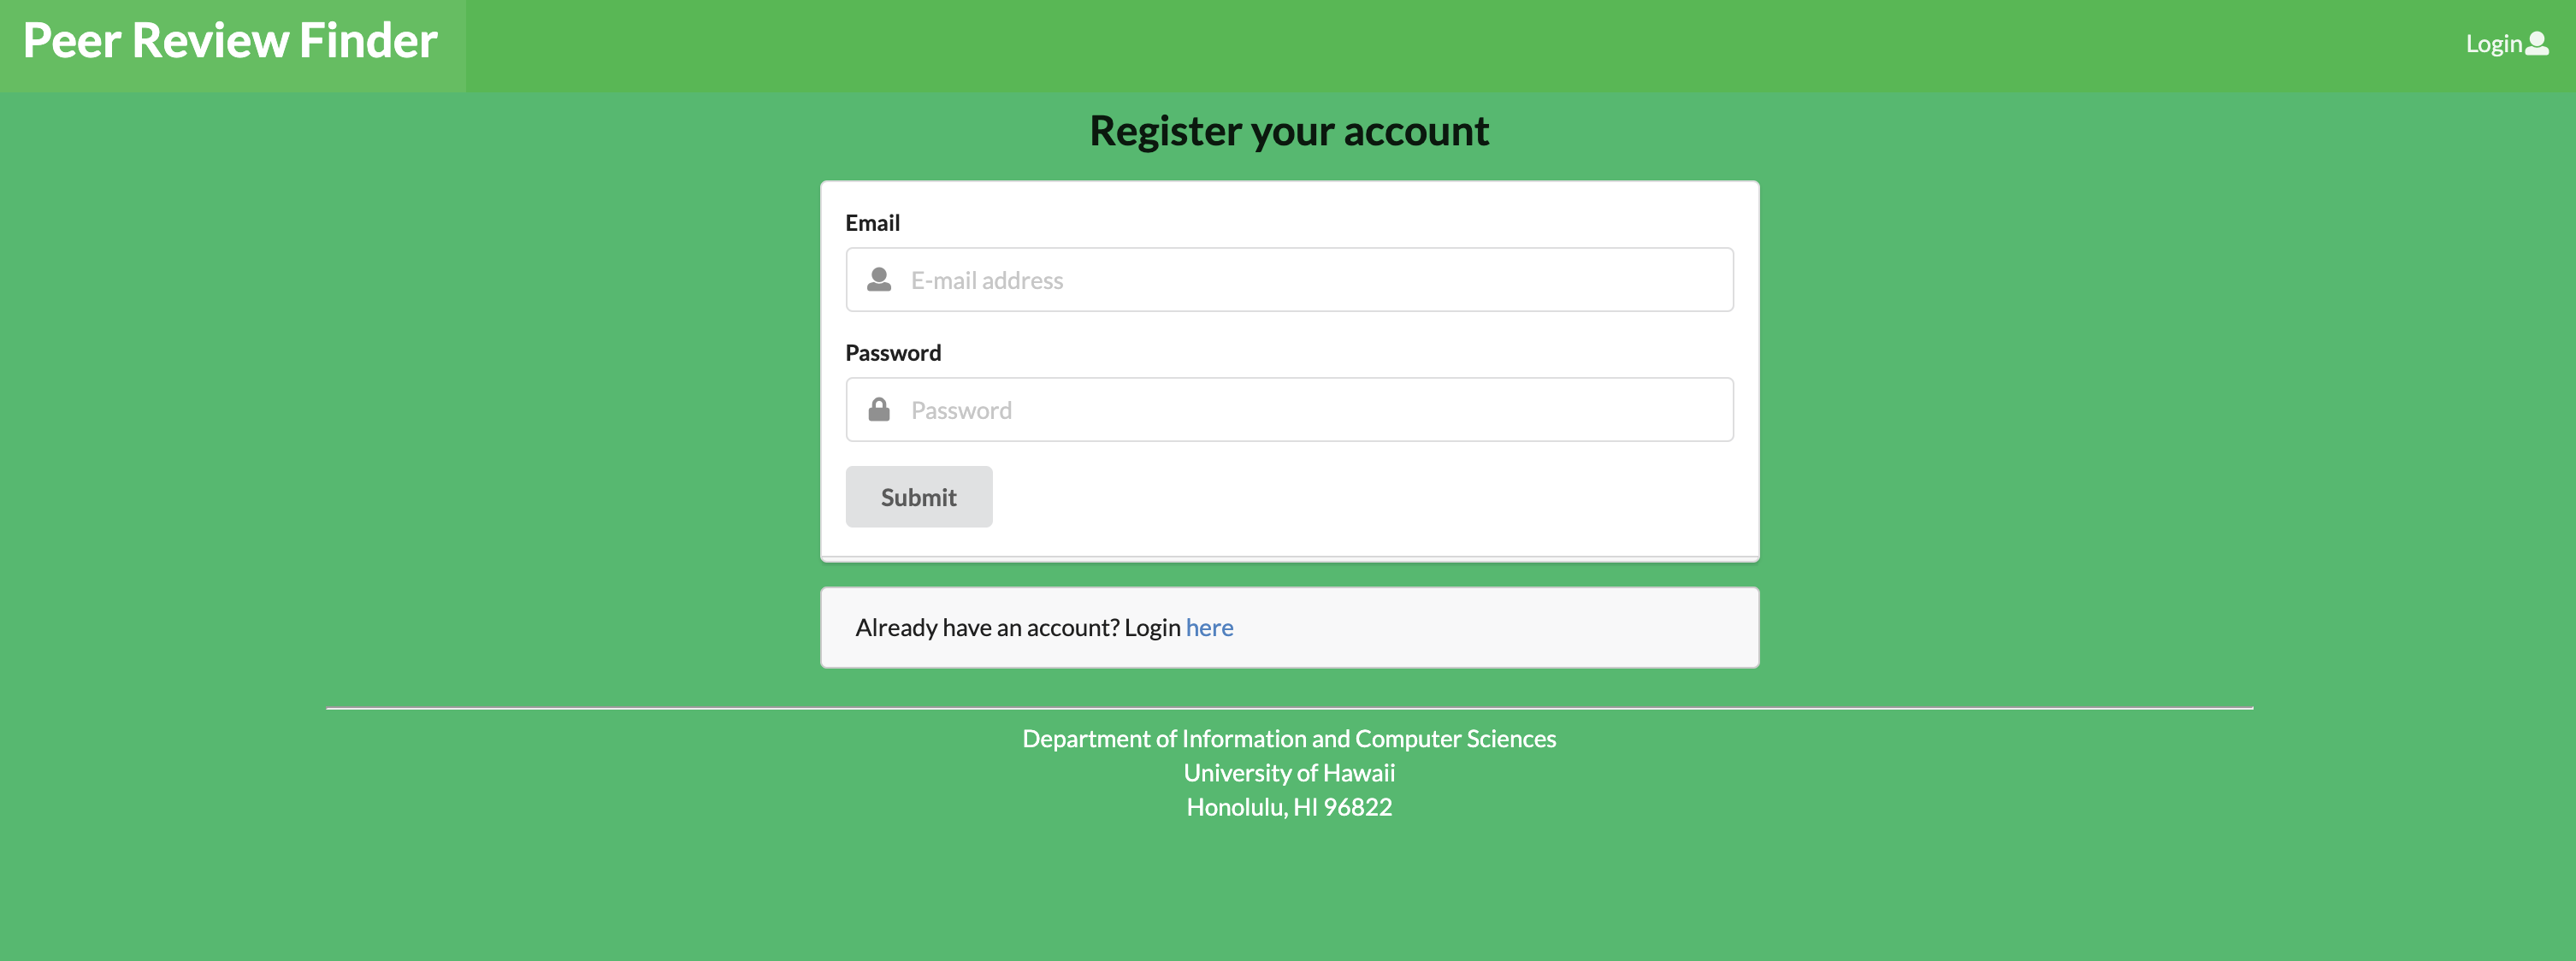 Peer Review Finder
Login
Register your account
Email
E-mail address
Password
Password
Submit
Already have an account? Login here
Department of Information and Computer Sciences
University of Hawaii
Honolulu, HI 96822